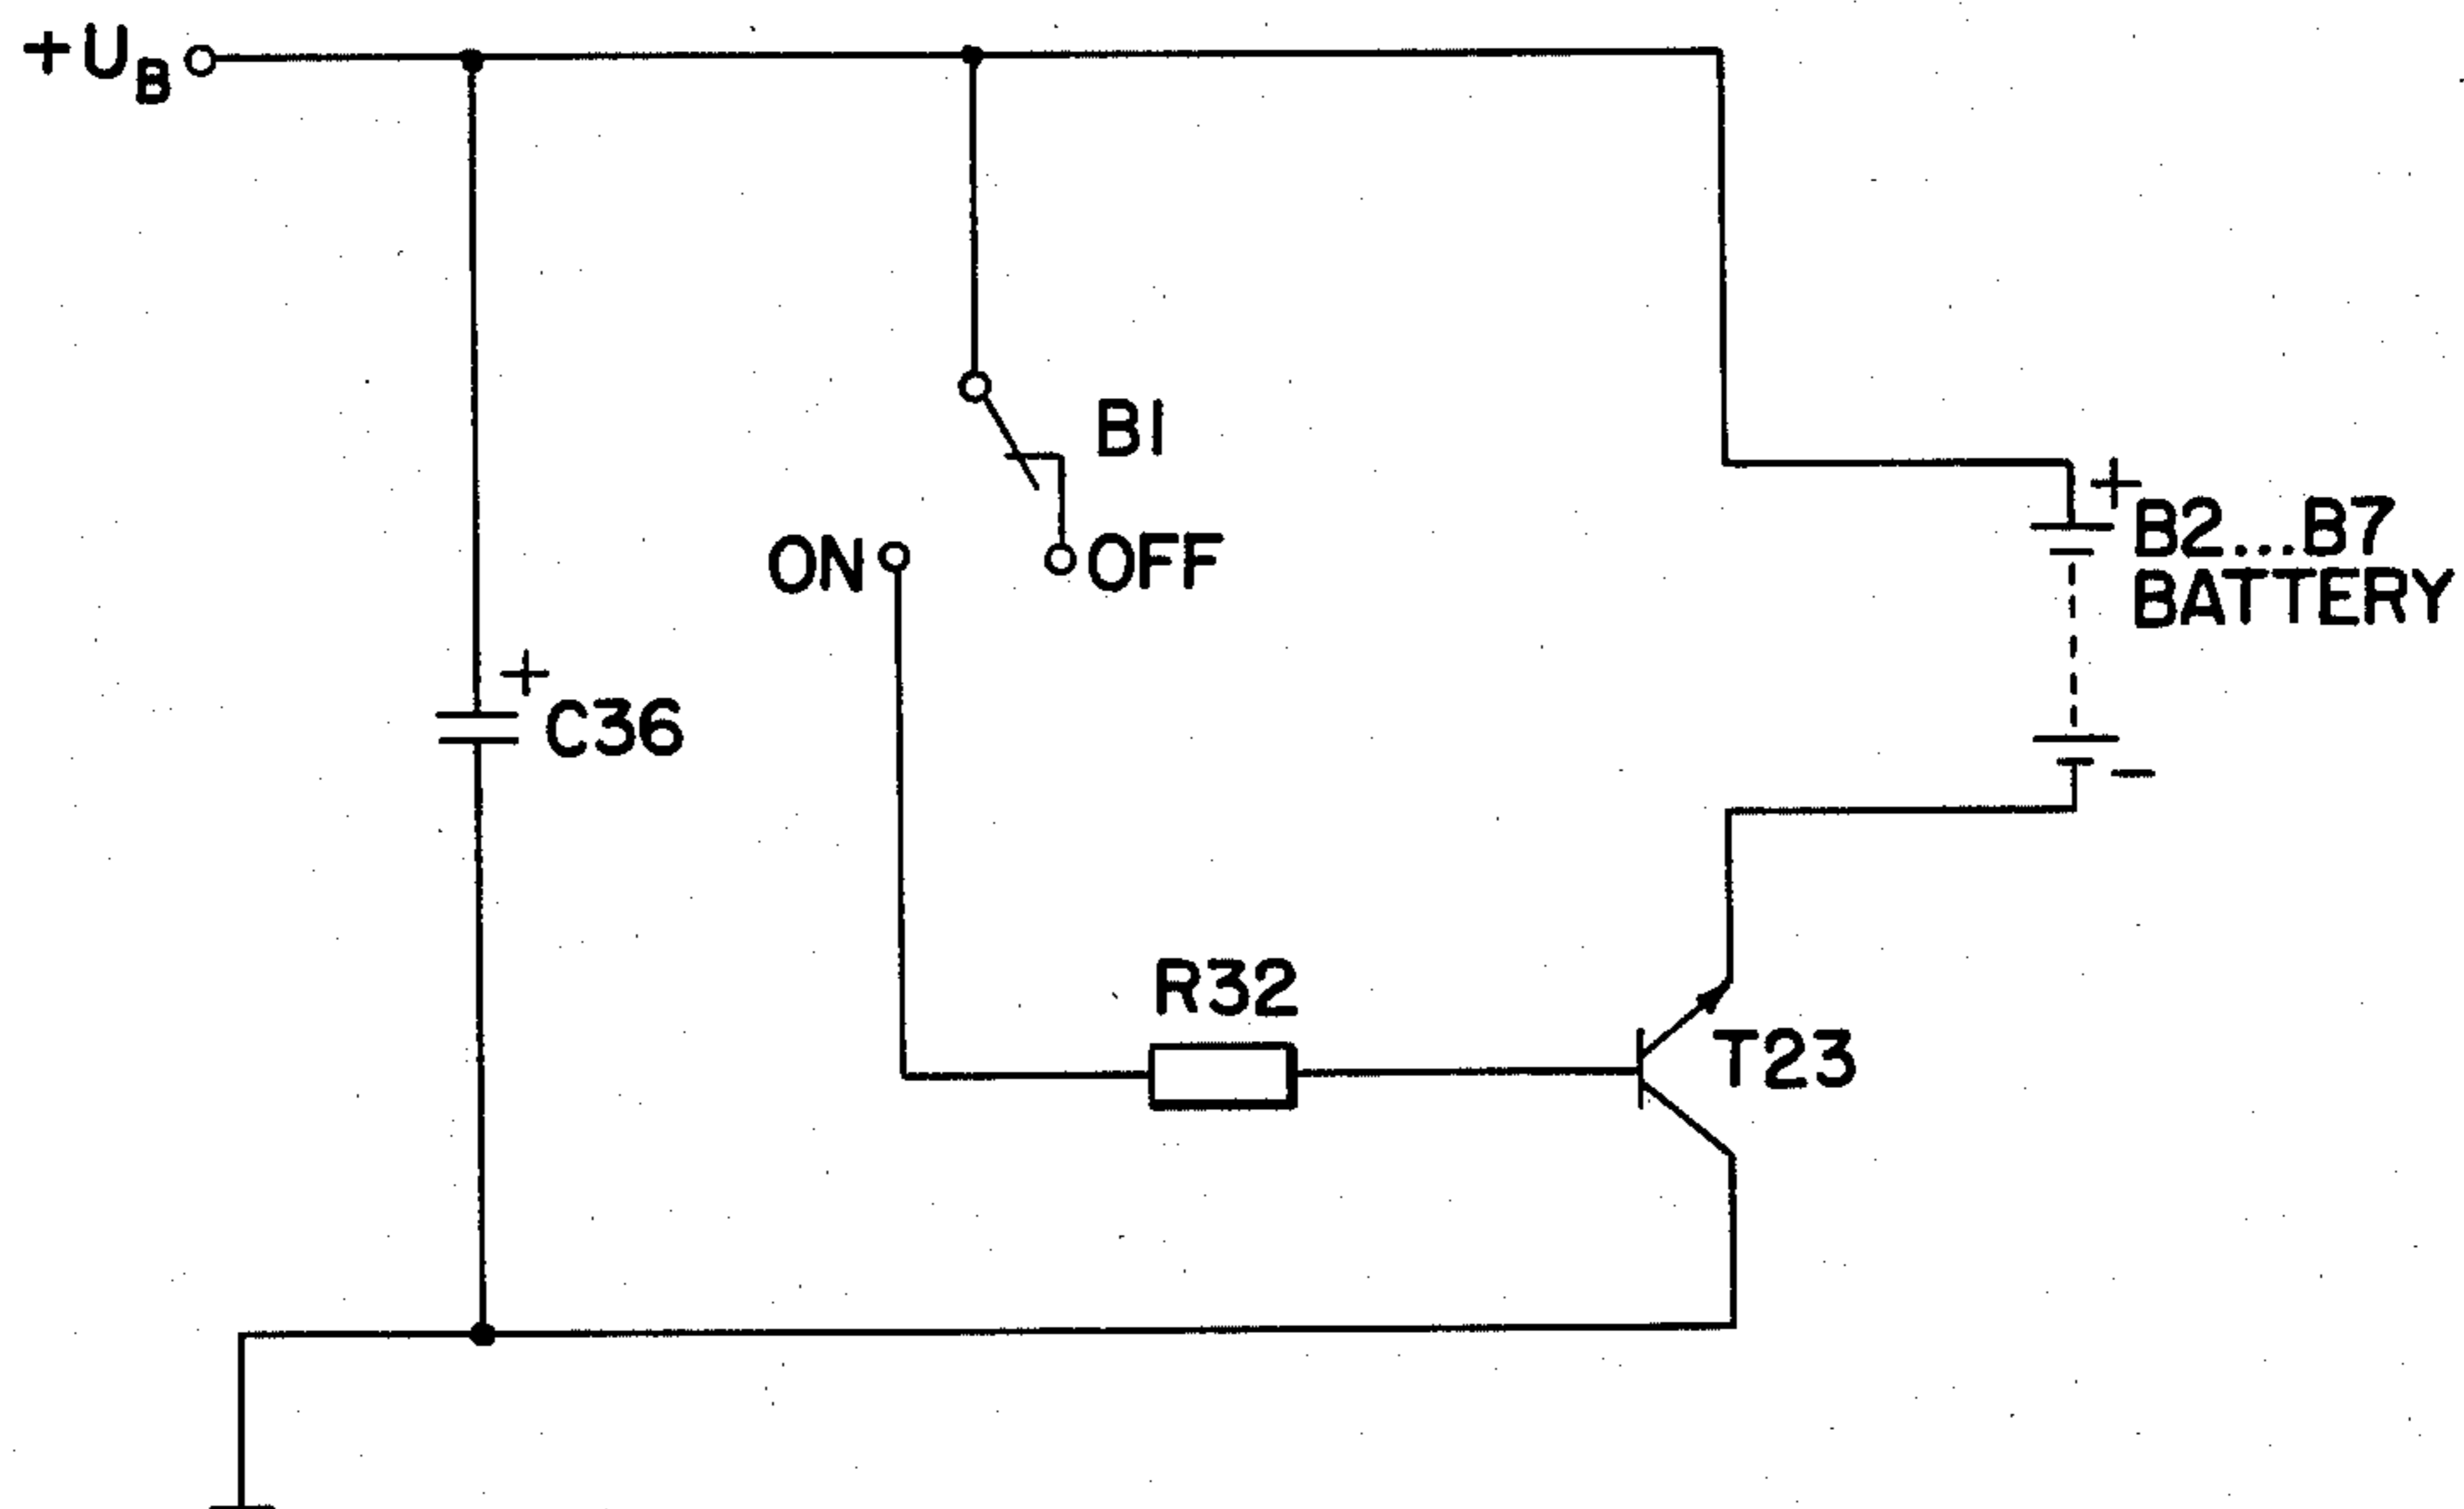 +UB
B1
ON
OFF
+
B2...B7
BATTERY
+
C36
−
R32
T23